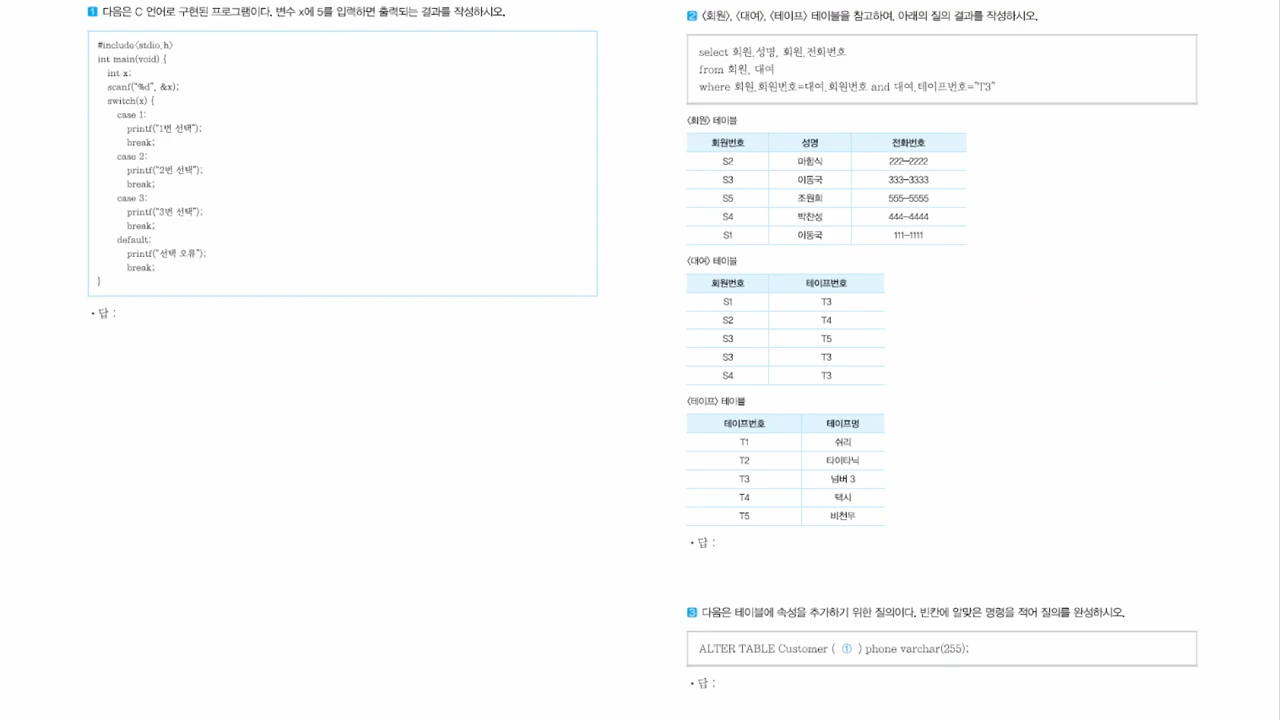 1 다음은 C 언어로 구현된 프로그램이다. 변수 x에 5를 입력하면 출력되는 결과를 작성하시오.
#include<stdio.h>
int main(void) {
int x;
scanf("%d", &x);
switch(x) {
case 1:
printf("1번 선택");
break;
case 2:
printf("2번 선택");
break;
case 3:
printf("3번 선택");
break;
default:
printf("선택 오류");
break;
}
• 답 :
2 〈회원〉, 〈대여〉, 〈테이프〉 테이블을 참고하여, 아래의 질의 결과를 작성하시오.
select 회원.성명, 회원.전화번호
from 회원, 대여
where 회원.회원번호=대여.회원번호 and 대여.테이프번호="T3"
〈회원〉 테이블
회원번호 성명 전화번호
S2 마힘식 222-2222
S3 이동국 333-3333
S5 조원희 555-5555
S4 박찬성 444-4444
S1 이동국 111-1111
〈대여〉 테이블
회원번호 테이프번호
S1 T3
S2 T4
S3 T5
S3 T3
S4 T3
〈테이프〉 테이블
테이프번호 테이프명
T1 쉬리
T2 타이타닉
T3 넘버 3
T4 택시
T5 비천무
• 답 :
3 다음은 테이블에 속성을 추가하기 위한 질의이다. 빈칸에 알맞은 명령을 적어 질의를 완성하시오.
ALTER TABLE Customer ( ① ) phone varchar(255);
• 답 :